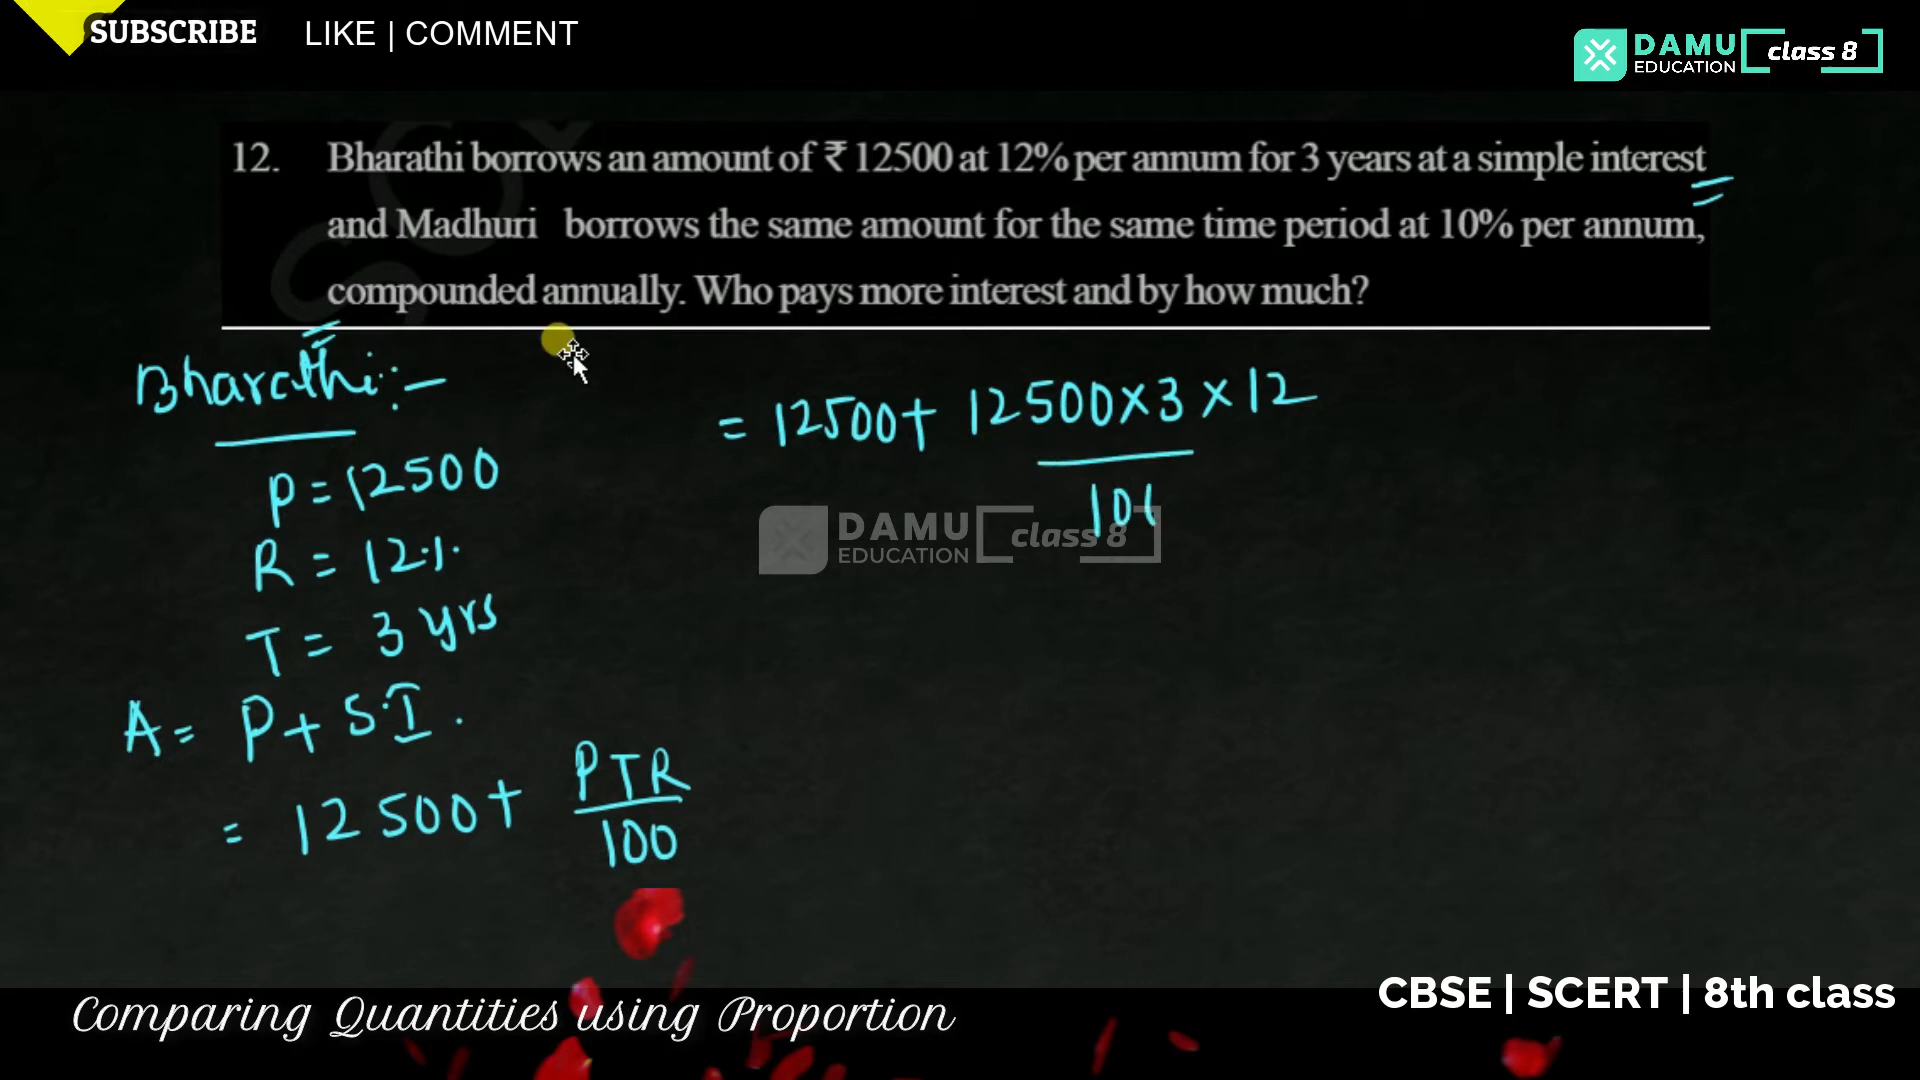 SUBSCRIBE LIKE | COMMENT
DAMU EDUCATION class 8
12. Bharathi borrows an amount of ₹ 12500 at 12% per annum for 3 years at a simple interest
and Madhuri borrows the same amount for the same time period at 10% per annum,
compounded annually. Who pays more interest and by how much?
Bharathi:-
P = 12500
R = 12%
T = 3 yrs
A = P + S.I.
= 12500 + PTR/100
= 12500 + 12500 × 3 × 12
10
DAMU EDUCATION class 8
Comparing Quantities using Proportion
CBSE | SCERT | 8th class